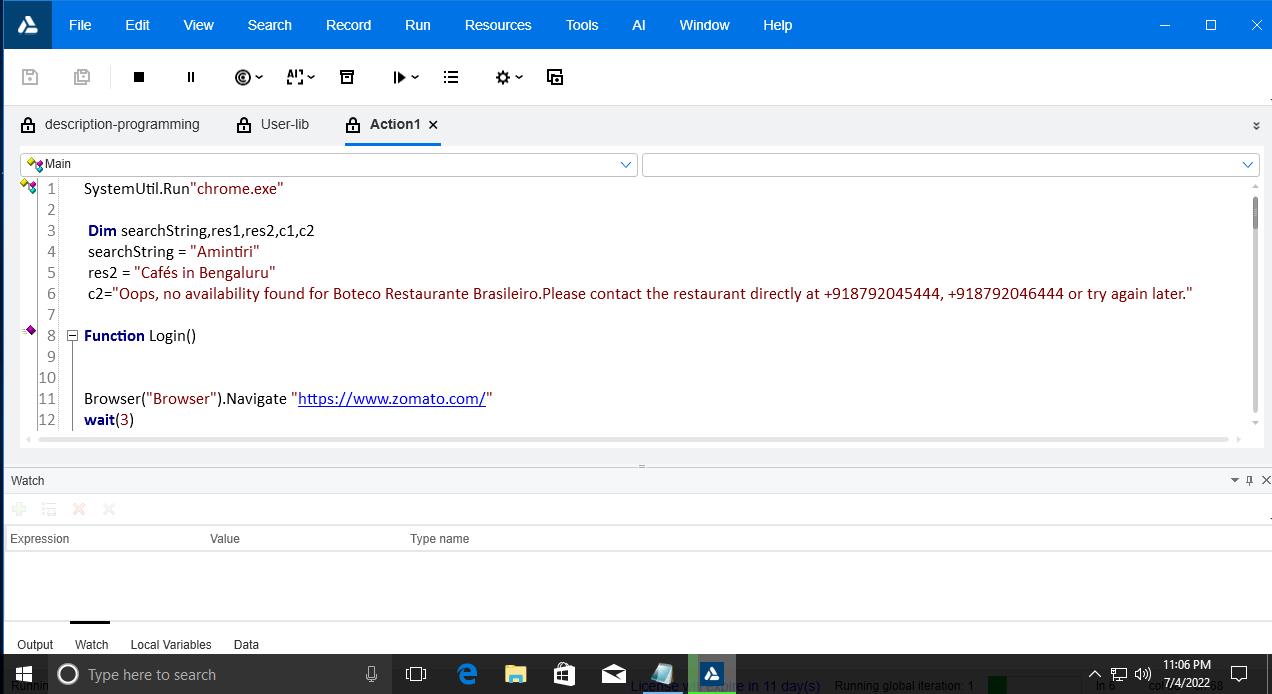 File Edit View Search Record Run Resources Tools AI Window Help
description-programming User-lib Action1
Main
1 SystemUtil.Run"chrome.exe"
2
3 Dim searchString,res1,res2,c1,c2
4 searchString = "Amintiri"
5 res2 = "Cafés in Bengaluru"
6 c2="Oops, no availability found for Boteco Restaurante Brasileiro.Please contact the restaurant directly at +918792045444, +918792046444 or try again later."
7
8 Function Login()
9
10
11 Browser("Browser").Navigate "https://www.zomato.com/"
12 wait(3)
Watch
Expression Value Type name
Output Watch Local Variables Data
Type here to search
11:06 PM
7/4/2022
License will expire in 11 day(s) Running global iteration: 1